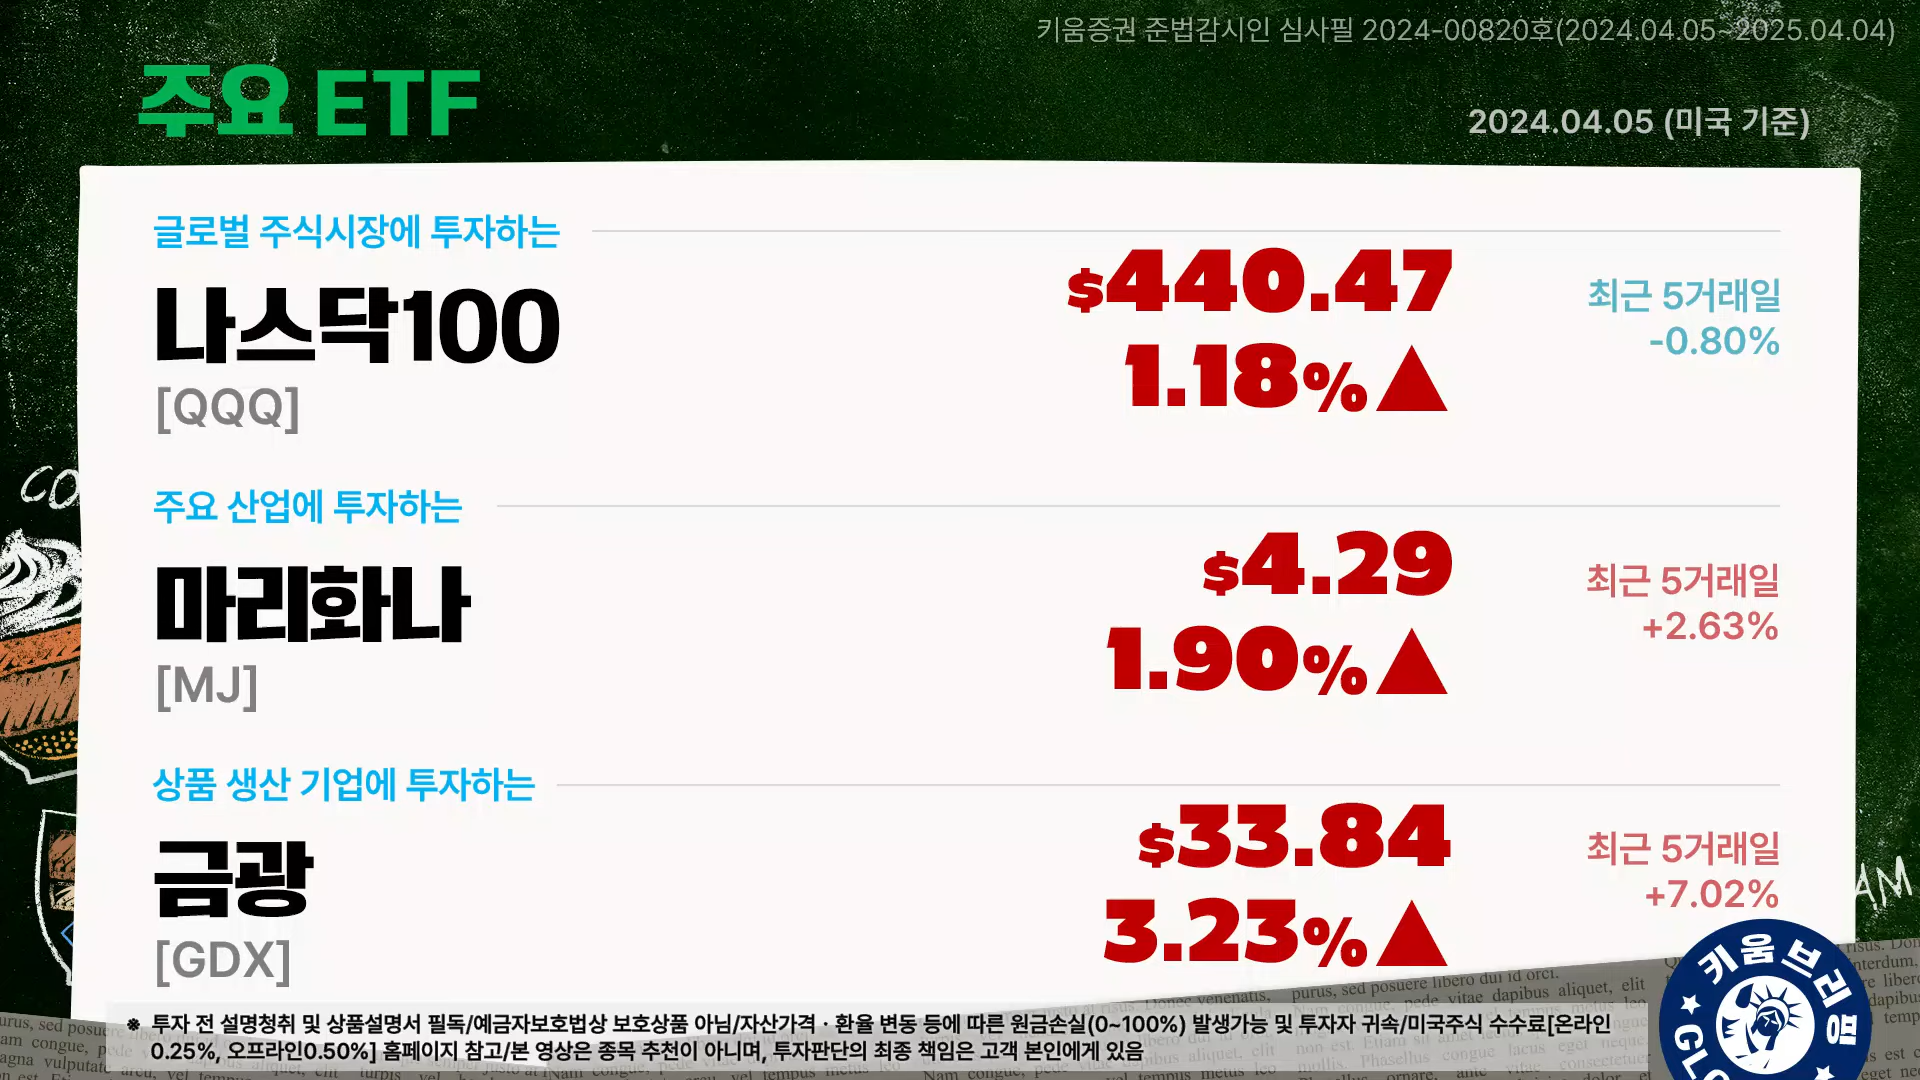 키움증권 준법감시인 심사필 2024-00820호(2024.04.05~2025.04.04)
주요 ETF
2024.04.05 (미국 기준)
글로벌 주식시장에 투자하는
나스닥100
[QQQ]
$440.47
1.18%▲
최근 5거래일
-0.80%
주요 산업에 투자하는
마리화나
[MJ]
$4.29
1.90%▲
최근 5거래일
+2.63%
상품 생산 기업에 투자하는
금광
[GDX]
$33.84
3.23%▲
최근 5거래일
+7.02%
CO
AM
키움브리핑
※ 투자 전 설명청취 및 상품설명서 필독/예금자보호법상 보호상품 아님/자산가격 · 환율 변동 등에 따른 원금손실(0~100%) 발생가능 및 투자자 귀속/미국주식 수수료[온라인
0.25%, 오프라인0.50%] 홈페이지 참고/본 영상은 종목 추천이 아니며, 투자판단의 최종 책임은 고객 본인에게 있음